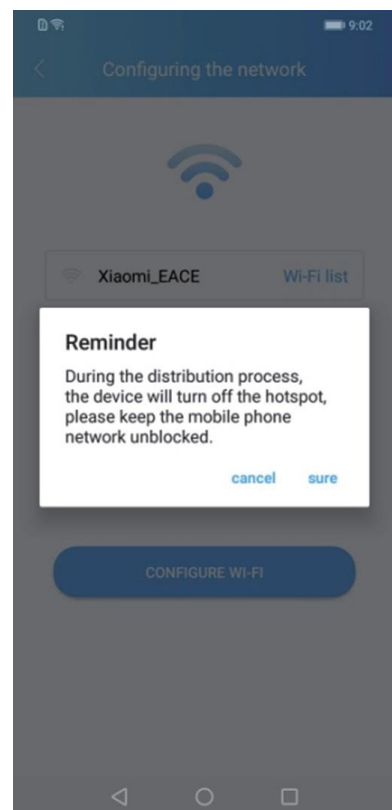 9:02
Configuring the network
Xiaomi_EACE
Wi-Fi list
Reminder
During the distribution process,
the device will turn off the hotspot,
please keep the mobile phone
network unblocked.
cancel sure
CONFIGURE WI-FI